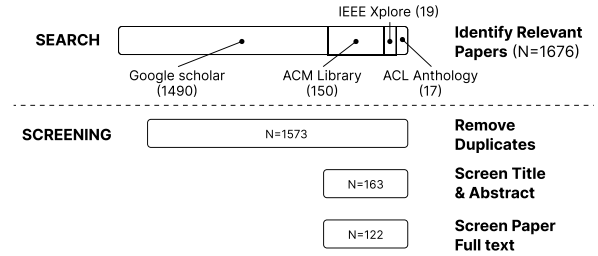 IEEE Xplore (19)
SEARCH
Identify Relevant
Papers (N=1676)
Google scholar
(1490)
ACM Library
(150)
ACL Anthology
(17)
SCREENING
N=1573
Remove
Duplicates
N=163
Screen Title
& Abstract
N=122
Screen Paper
Full text